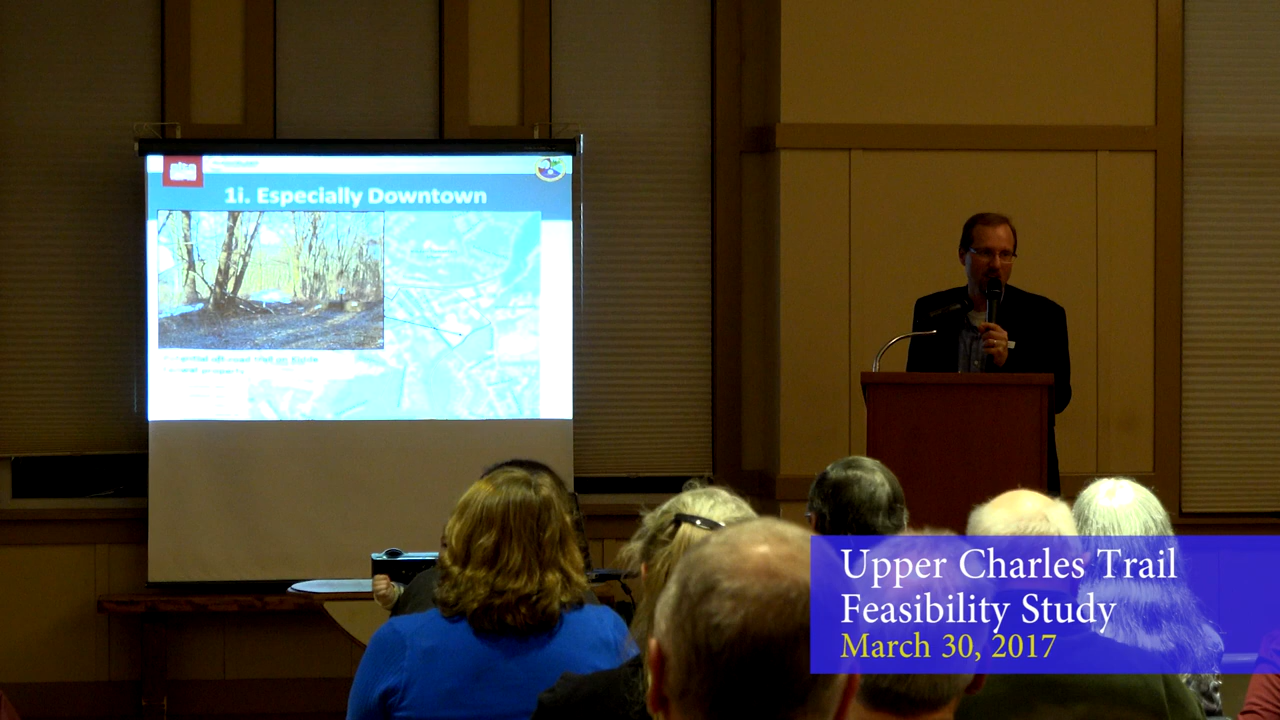 1i. Especially Downtown
Upper Charles Trail
Feasibility Study
March 30, 2017